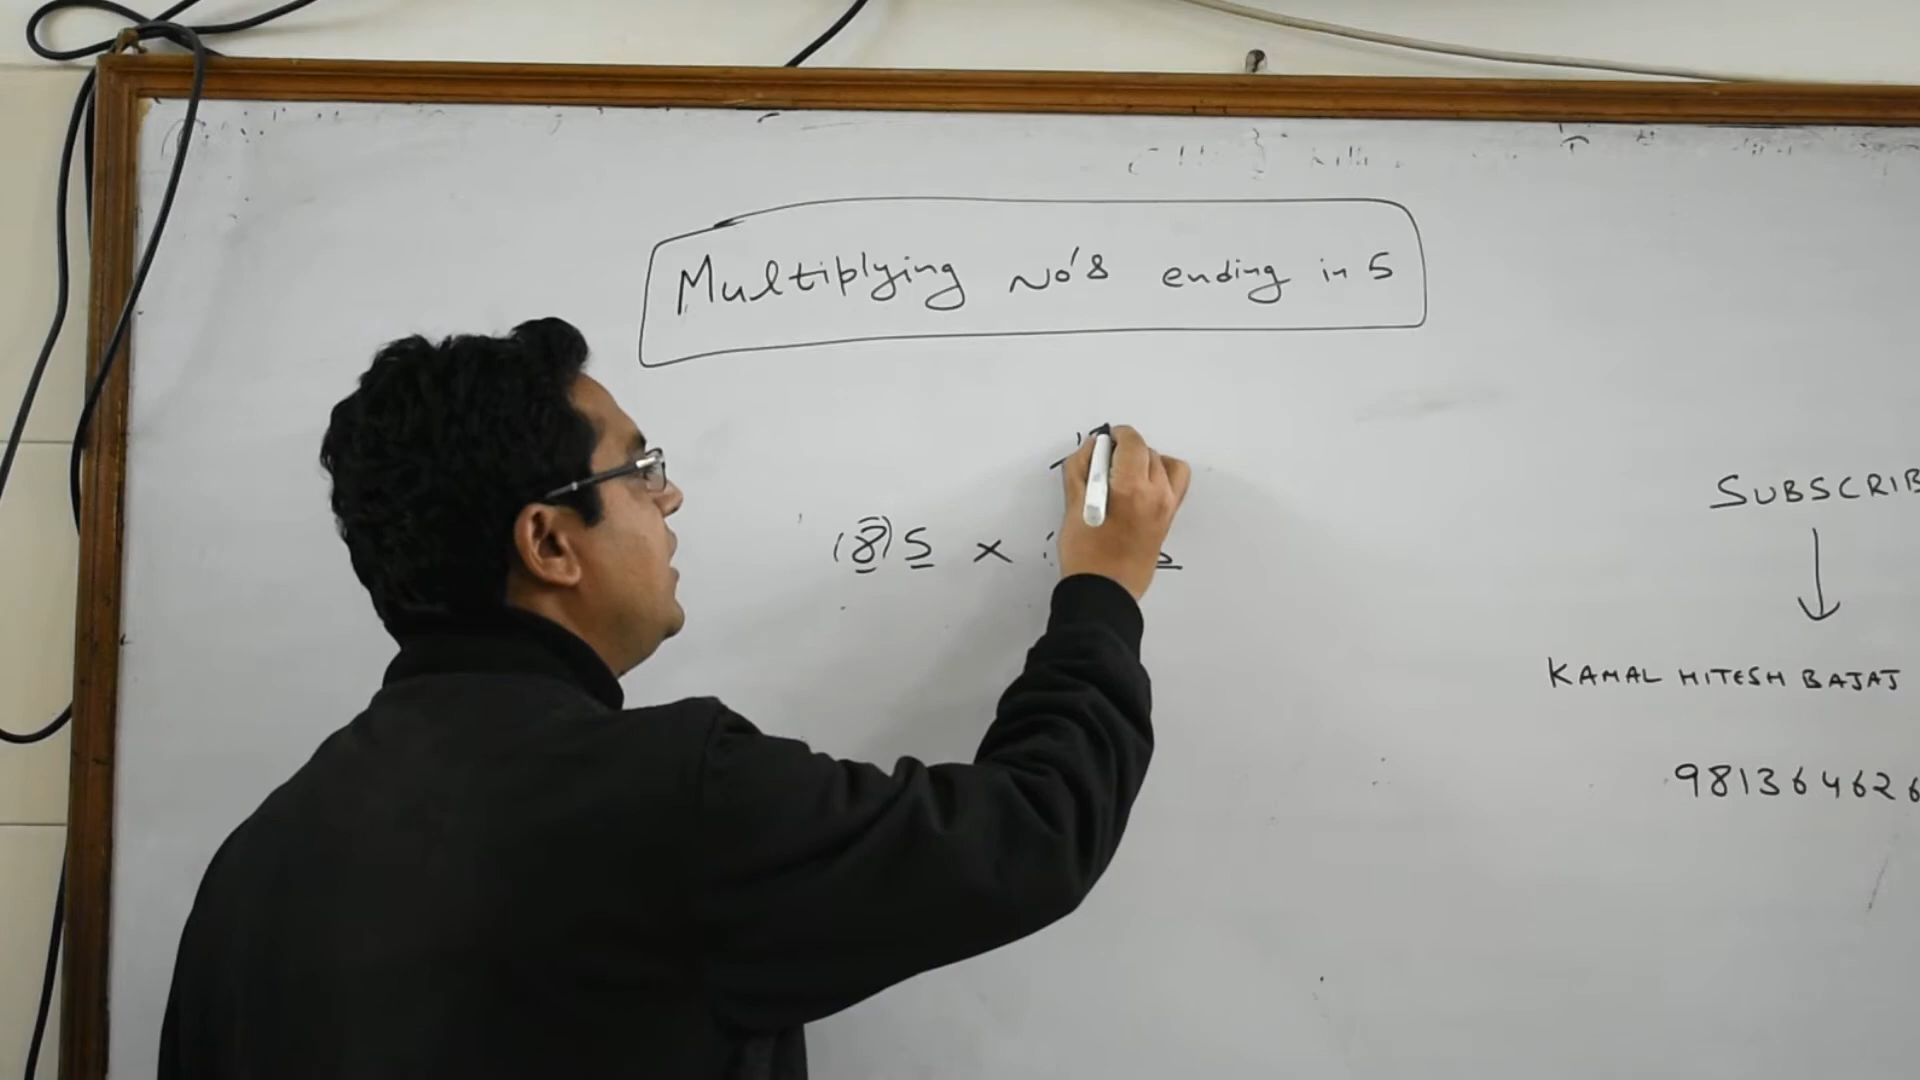 Multiplying No's ending in 5
(8)5 ×
SUBSCRIB
↓
KAMAL HITESH BAJAJ
981364626